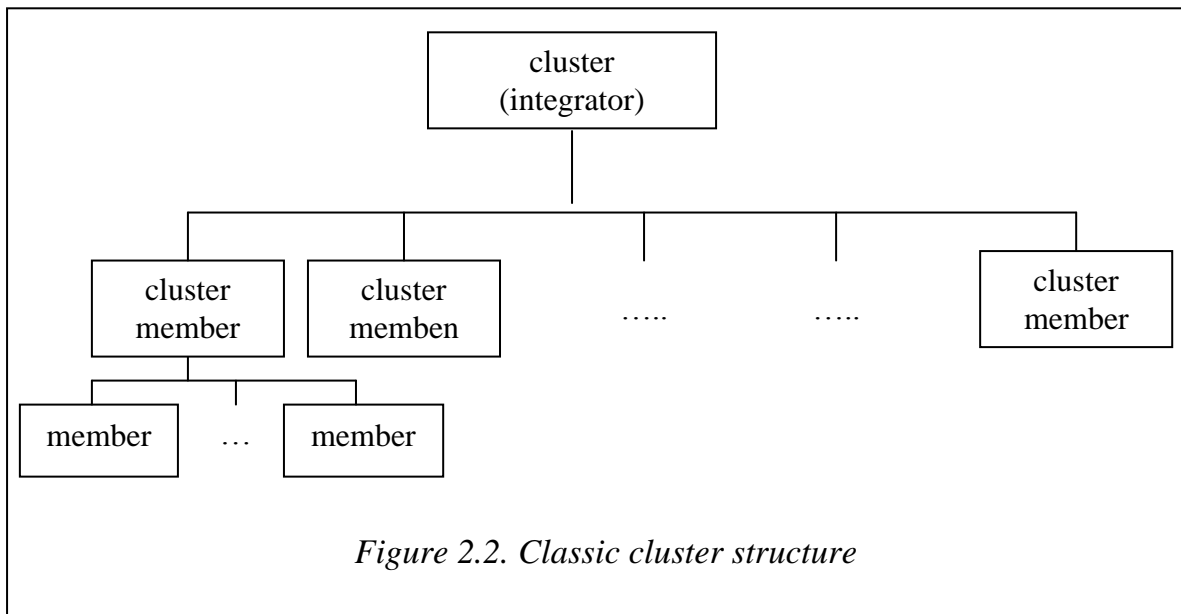 cluster
(integrator)
cluster
member
cluster
memben
…..
…..
cluster
member
member
…
member
Figure 2.2. Classic cluster structure